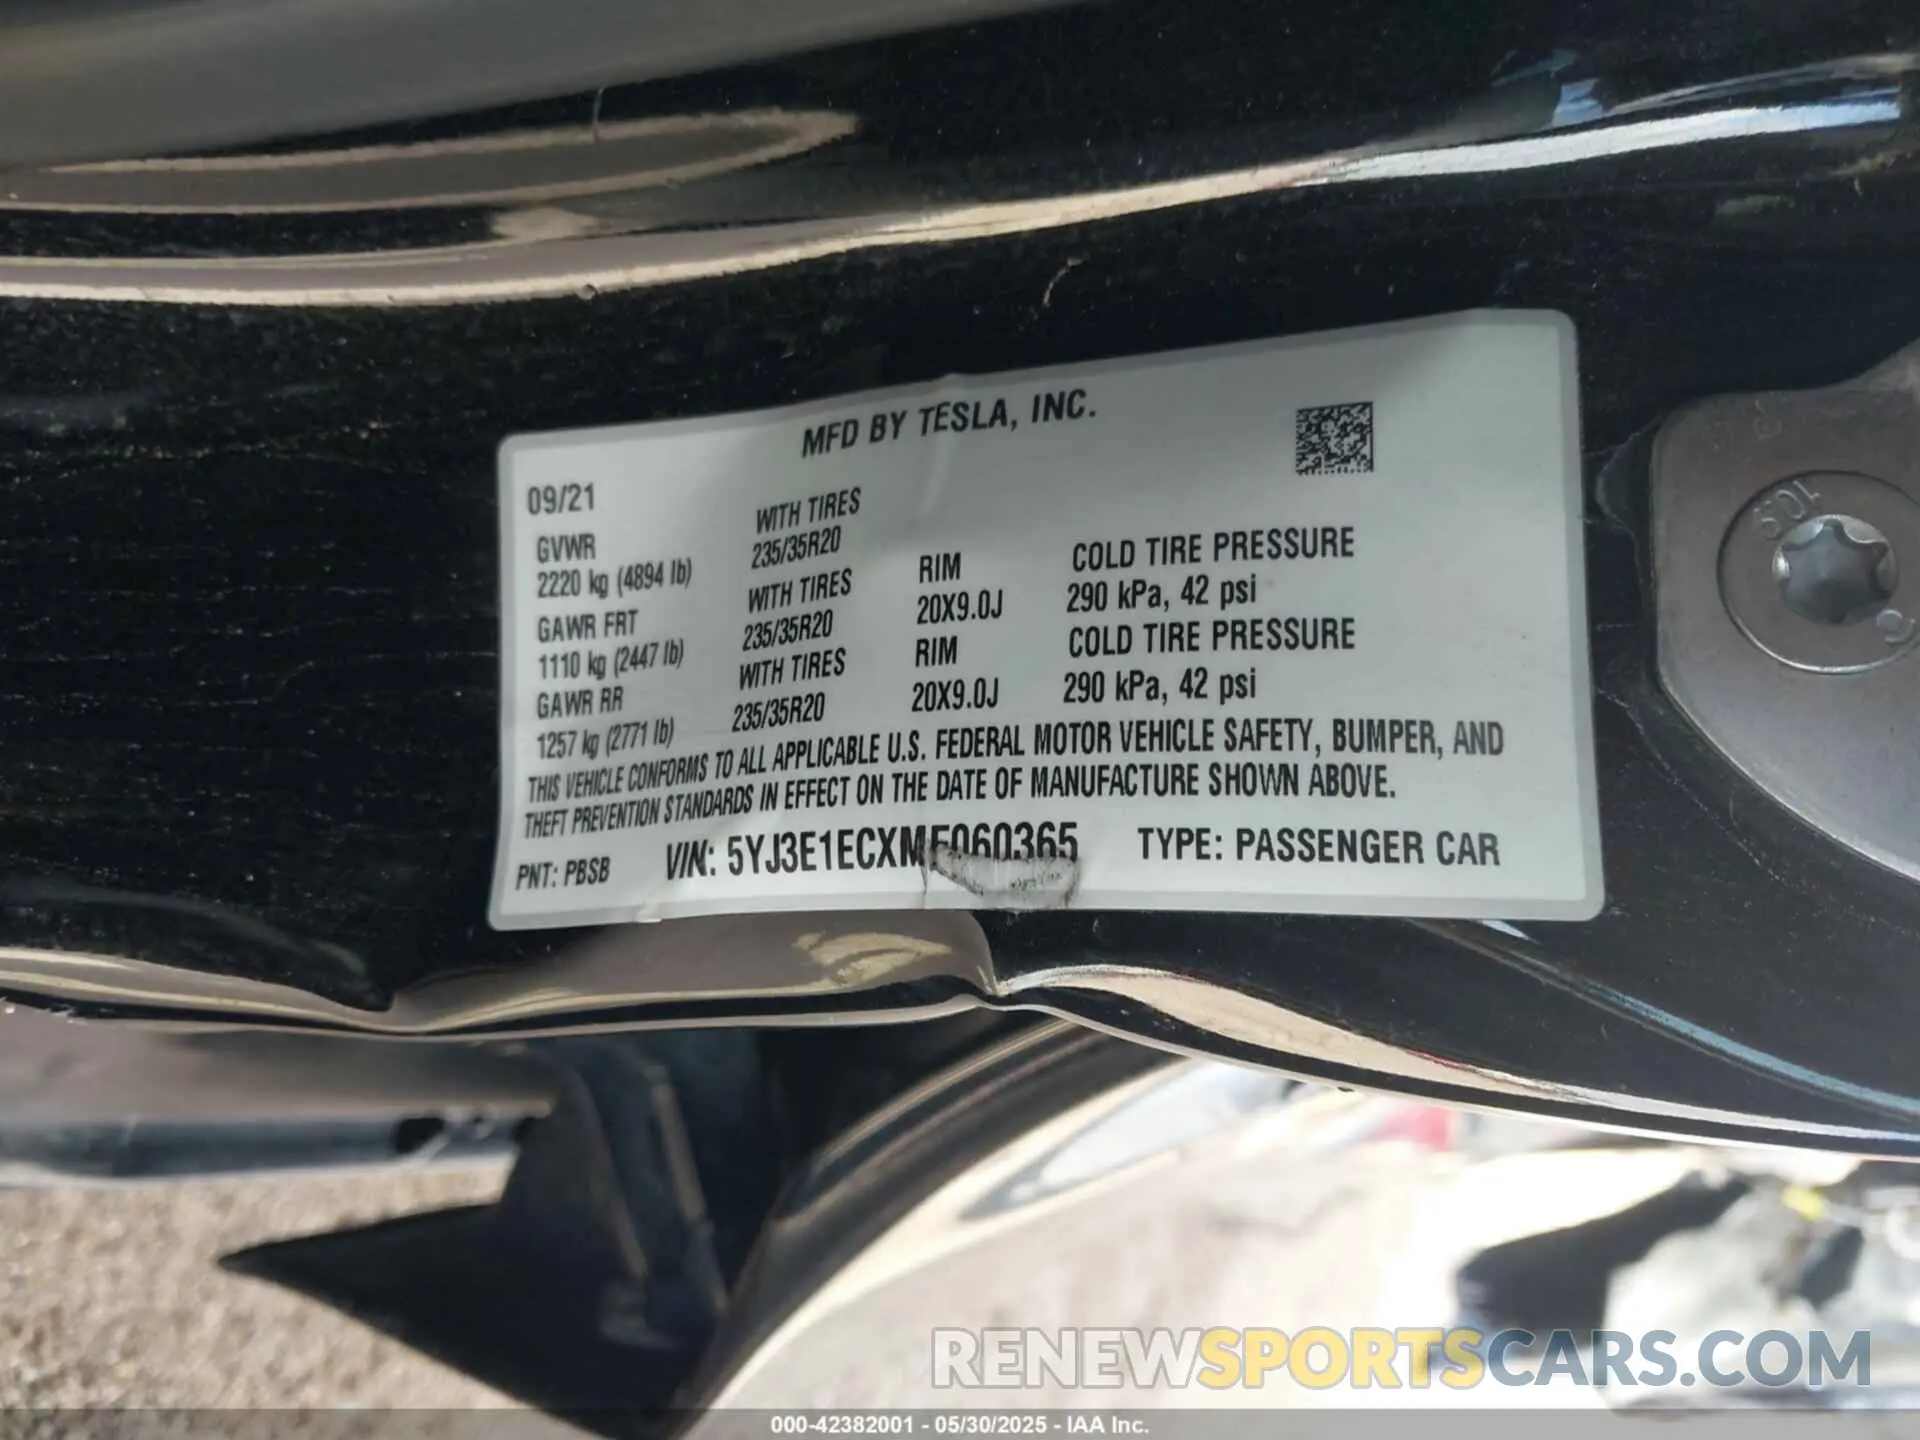 MFD BY TESLA, INC.
09/21
GVWR
2220 kg (4894 lb)
GAWR FRT
1110 kg (2447 lb)
GAWR RR
1257 kg (2771 lb)
WITH TIRES
235/35R20
WITH TIRES
235/35R20
WITH TIRES
235/35R20
RIM
20X9.0J
RIM
20X9.0J
COLD TIRE PRESSURE
290 kPa, 42 psi
COLD TIRE PRESSURE
290 kPa, 42 psi
THIS VEHICLE CONFORMS TO ALL APPLICABLE U.S. FEDERAL MOTOR VEHICLE SAFETY, BUMPER, AND
THEFT PREVENTION STANDARDS IN EFFECT ON THE DATE OF MANUFACTURE SHOWN ABOVE.
PNT: PBSB VIN: 5YJ3E1ECXMF060365 TYPE: PASSENGER CAR
10.9
RENEWSPORTSCARS.COM
000-42382001 - 05/30/2025 - IAA Inc.